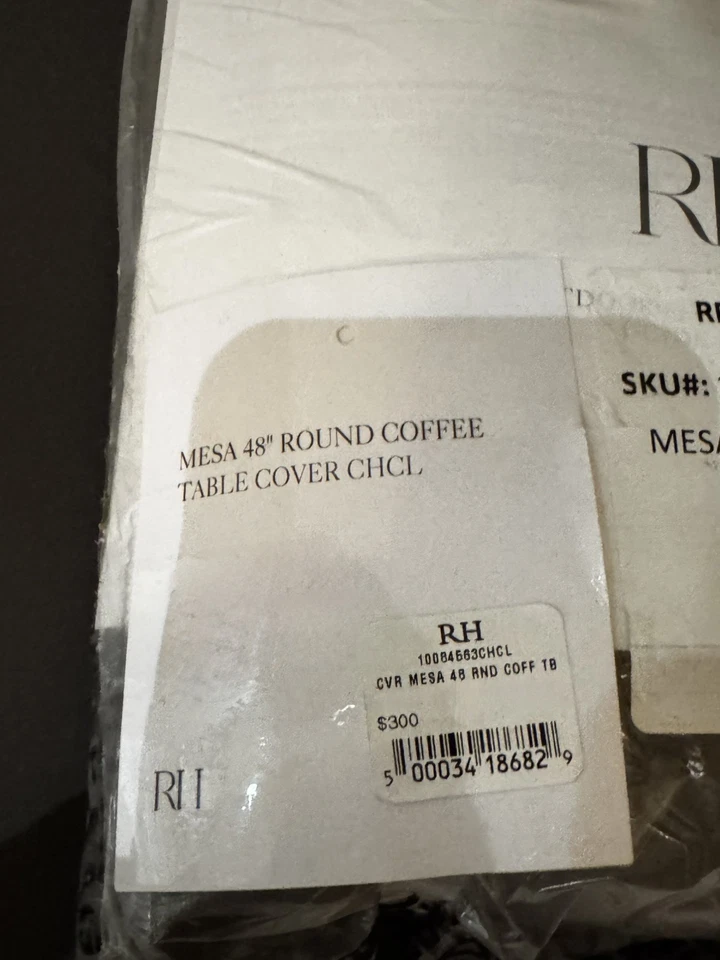 RH
RE
SKU#:
MESA
MESA 48" ROUND COFFEE
TABLE COVER CHCL
RH
10084563CHCL
CVR MESA 48 RND COFF TB
$300
5 00034 18682 9
RH